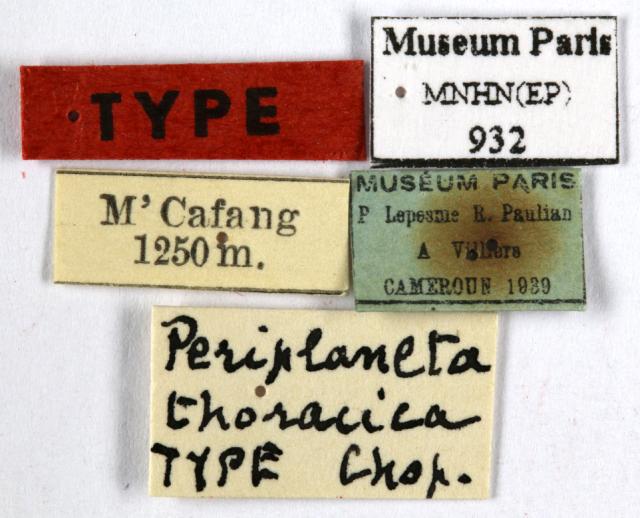 TYPE
Museum Paris
MNHN(EP)
932
M' Cafang
1250 m.
MUSÉUM PARIS
P Lepesme R. Paulian
A Villiers
CAMEROUN 1939
Periplaneta
thoracica
TYPE Chop.